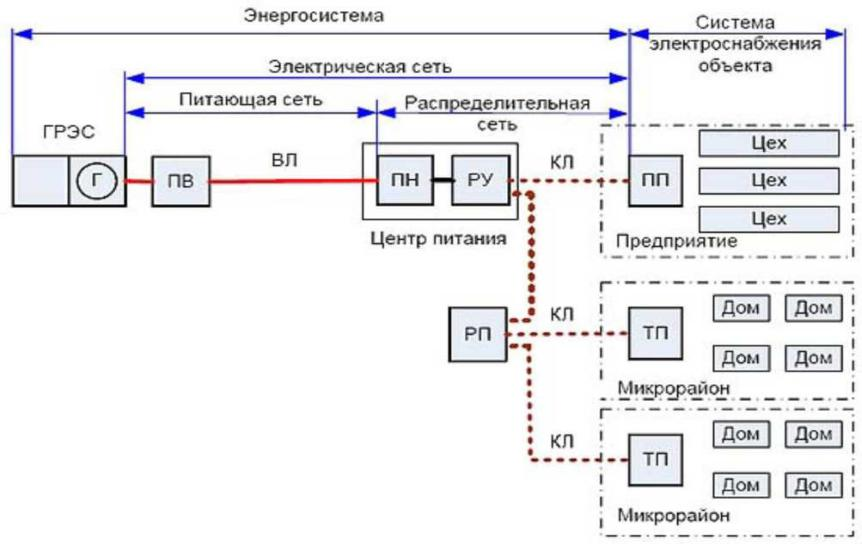 Энергосистема
Система
электроснабжения
объекта
Электрическая сеть
Питающая сеть
Распределительная
сеть
ГРЭС
Г
ПВ
ВЛ
ПН
РУ
КЛ
ПП
Цех
Цех
Цех
Центр питания
Предприятие
РП
КЛ
ТП
Дом Дом
Дом Дом
Микрорайон
КЛ
ТП
Дом Дом
Дом Дом
Микрорайон